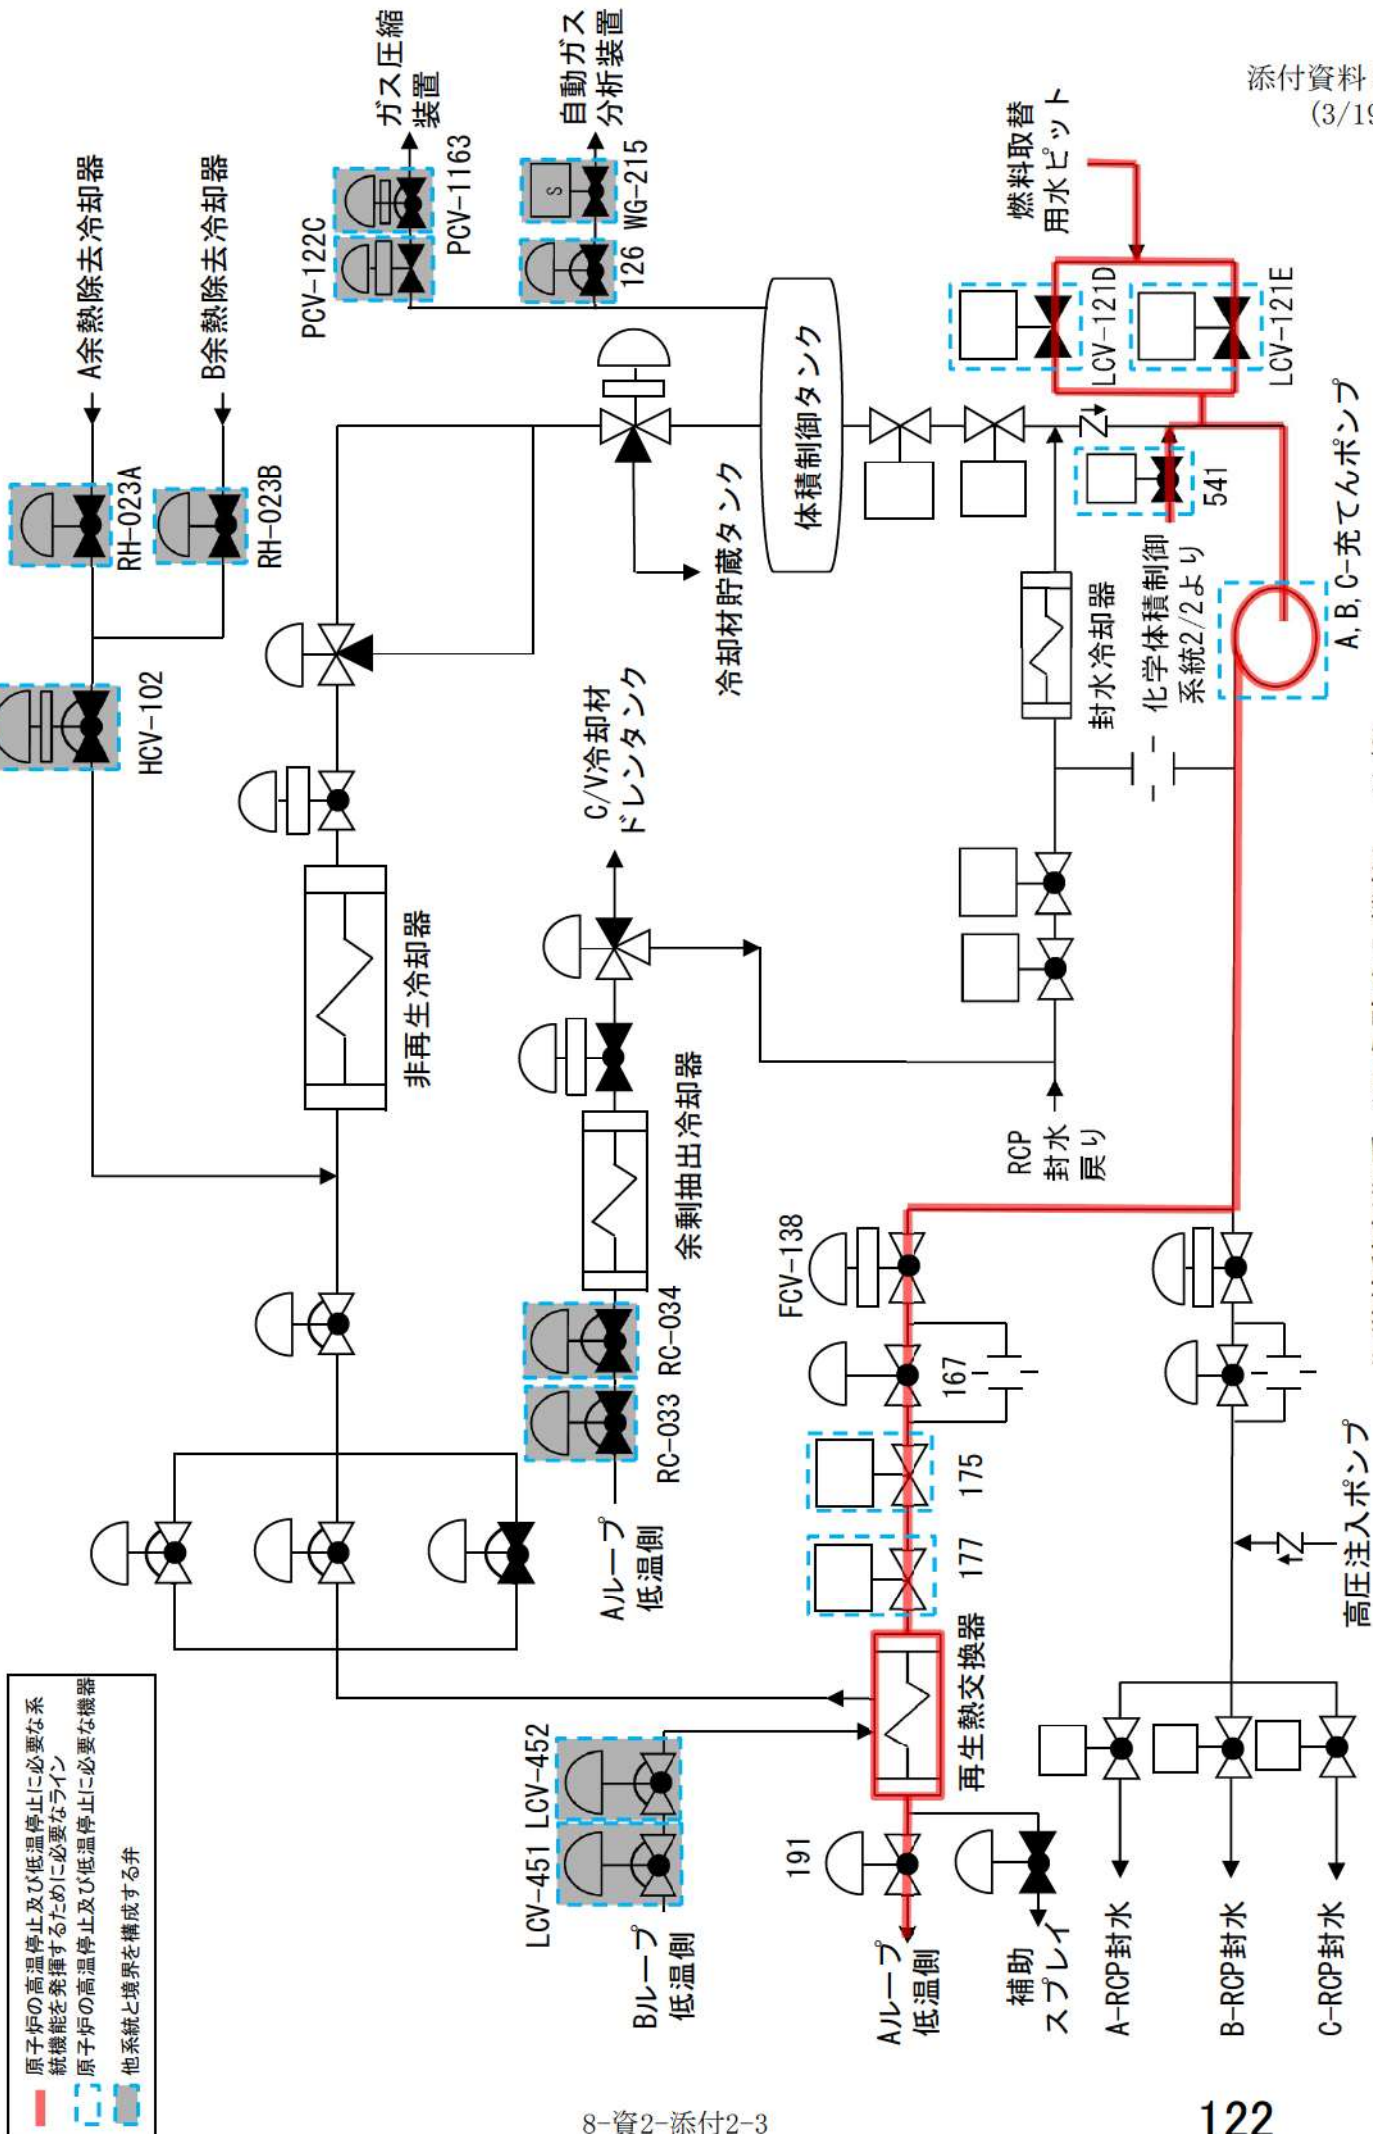 添付資料
(3/19
原子炉の高温停止及び低温停止に必要な系
統機能を発揮するために必要なライン
原子炉の高温停止及び低温停止に必要な機器
他系統と境界を構成する弁
A余熱除去冷却器
B余熱除去冷却器
RH-023A
RH-023B
HCV-102
ガス圧縮
装置
PCV-122C
PCV-1163
自動ガス
分析装置
S
126
WG-215
体積制御タンク
冷却材貯蔵タンク
燃料取替
用水ピット
LCV-121D
LCV-121E
541
A,B,C-充てんポンプ
化学体積制御
系統2/2より
封水冷却器
C/V冷却材
ドレンタンク
非再生冷却器
余剰抽出冷却器
RC-033
RC-034
Aループ
低温側
RCP
封水
戻り
FCV-138
167
175
177
再生熱交換器
LCV-451
LCV-452
Bループ
低温側
191
Aループ
低温側
補助
スプレイ
高圧注入ポンプ
A-RCP封水
B-RCP封水
C-RCP封水
8-資2-添付2-3
122